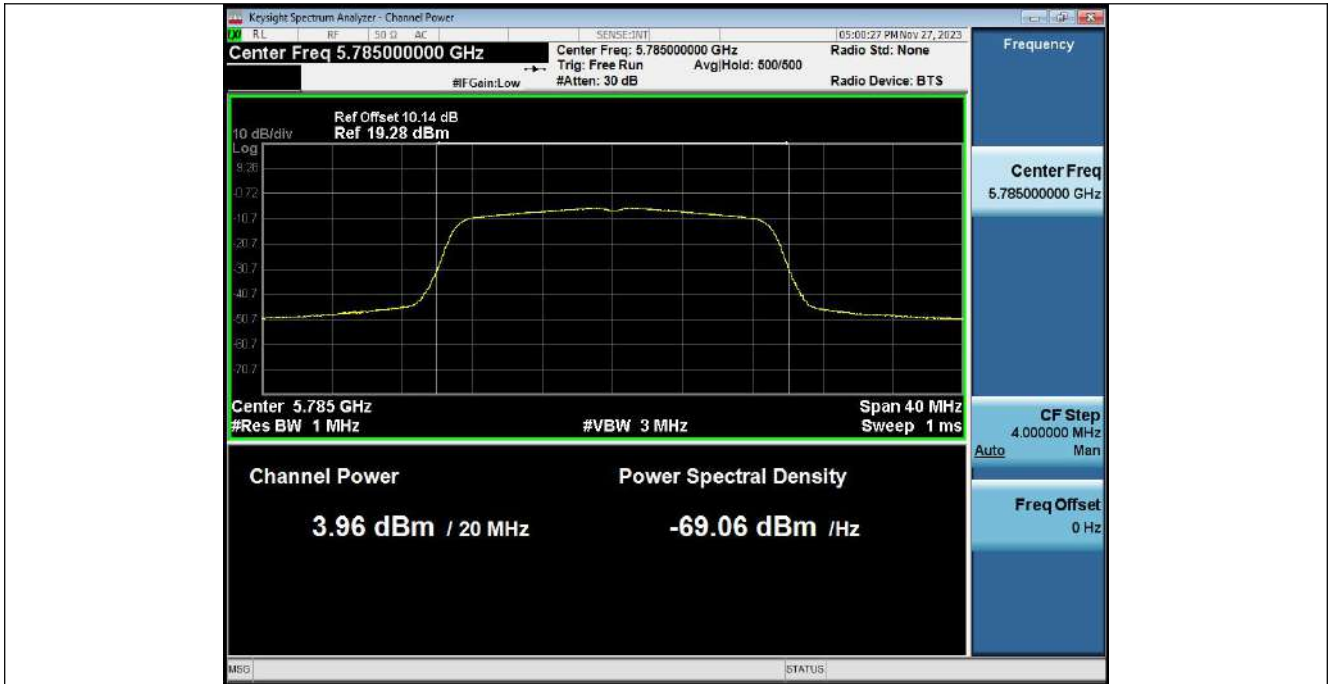 Keysight Spectrum Analyzer - Channel Power
RL RF 50 Ω AC SENSE:INT 05:00:27 PM Nov 27, 2023
Center Freq 5.785000000 GHz
Center Freq: 5.785000000 GHz
Radio Std: None
Trig: Free Run Avg|Hold: 500/500
#IFGain:Low
#Atten: 30 dB
Radio Device: BTS
Frequency
Ref Offset 10.14 dB
10 dB/div Ref 19.28 dBm
Log
9.28
-0.72
-10.7
-20.7
-30.7
-40.7
-50.7
-60.7
-70.7
Center 5.785 GHz Span 40 MHz
#Res BW 1 MHz #VBW 3 MHz Sweep 1 ms
Channel Power Power Spectral Density
3.96 dBm / 20 MHz -69.06 dBm /Hz
Center Freq
5.785000000 GHz
CF Step
4.000000 MHz
Auto Man
Freq Offset
0 Hz
MSG STATUS